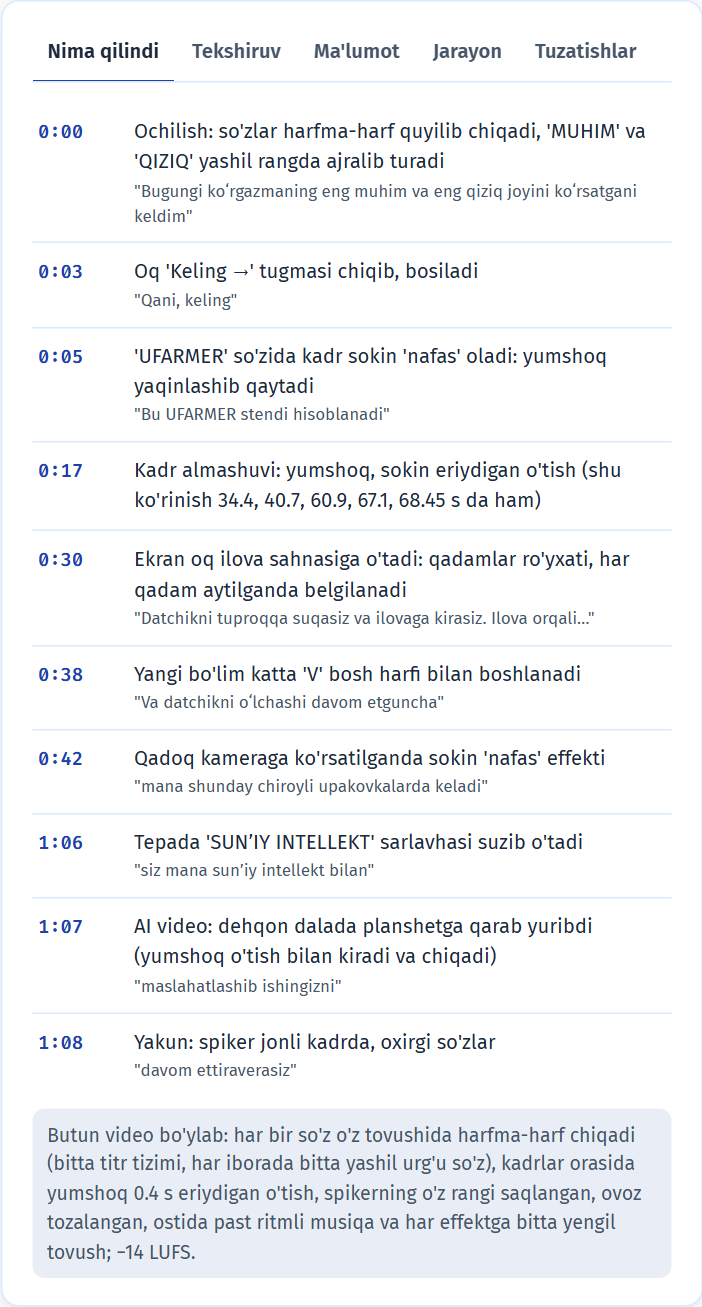 Nima qilindi Tekshiruv Ma'lumot Jarayon Tuzatishlar
0:00 Ochilish: so'zlar harfma-harf quyilib chiqadi, 'MUHIM' va
'QIZIQ' yashil rangda ajralib turadi
"Bugungi koʻrgazmaning eng muhim va eng qiziq joyini koʻrsatgani
keldim"
0:03 Oq 'Keling →' tugmasi chiqib, bosiladi
"Qani, keling"
0:05 'UFARMER' so'zida kadr sokin 'nafas' oladi: yumshoq
yaqinlashib qaytadi
"Bu UFARMER stendi hisoblanadi"
0:17 Kadr almashuvi: yumshoq, sokin eriydigan o'tish (shu
ko'rinish 34.4, 40.7, 60.9, 67.1, 68.45 s da ham)
0:30 Ekran oq ilova sahnasiga o'tadi: qadamlar ro'yxati, har
qadam aytilganda belgilanadi
"Datchikni tuproqqa suqasiz va ilovaga kirasiz. Ilova orqali…"
0:38 Yangi bo'lim katta 'V' bosh harfi bilan boshlanadi
"Va datchikni oʻlchashi davom etguncha"
0:42 Qadoq kameraga ko'rsatilganda sokin 'nafas' effekti
"mana shunday chiroyli upakovkalarda keladi"
1:06 Tepada 'SUN’IY INTELLEKT' sarlavhasi suzib o'tadi
"siz mana sun’iy intellekt bilan"
1:07 AI video: dehqon dalada planshetga qarab yuribdi
(yumshoq o'tish bilan kiradi va chiqadi)
"maslahatlashib ishingizni"
1:08 Yakun: spiker jonli kadrda, oxirgi so'zlar
"davom ettiraverasiz"
Butun video bo'ylab: har bir so'z o'z tovushida harfma-harf chiqadi
(bitta titr tizimi, har iborada bitta yashil urg'u so'z), kadrlar orasida
yumshoq 0.4 s eriydigan o'tish, spikerning o'z rangi saqlangan, ovoz
tozalangan, ostida past ritmli musiqa va har effektga bitta yengil
tovush; −14 LUFS.